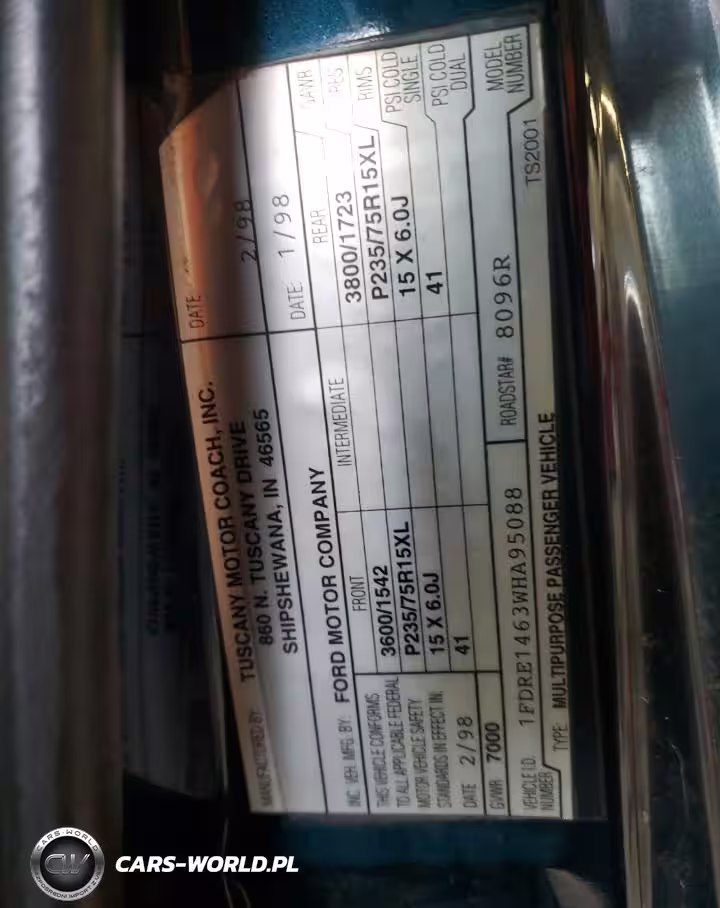 MANUFACTURED BY: TUSCANY MOTOR COACH, INC. DATE 2/98
860 N. TUSCANY DRIVE
SHIPSHEWANA, IN 46565
INC. VEH. MFG. BY: FORD MOTOR COMPANY DATE: 1/98
THIS VEHICLE CONFORMS
TO ALL APPLICABLE FEDERAL
MOTOR VEHICLE SAFETY
STANDARDS IN EFFECT IN:
DATE 2/98
FRONT INTERMEDIATE REAR
3600/1542 3800/1723 GAWR
P235/75R15XL P235/75R15XL
15 X 6.0J 15 X 6.0J RIMS
41 41 PSI COLD SINGLE
PSI COLD DUAL
GVWR 7000 ROADSTAR# 8096R MODEL NUMBER
VEHICLE I.D. NUMBER 1FDRE1463WHA95088 TS2001
TYPE: MULTIPURPOSE PASSENGER VEHICLE
CARS-WORLD
CW
CARS-WORLD.PL